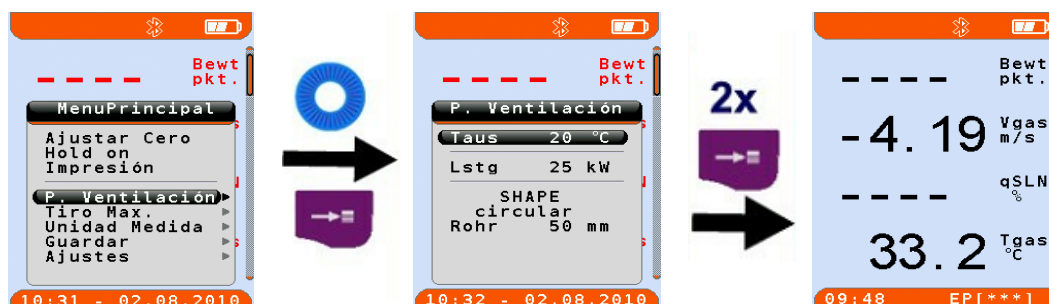 Bewt
pkt.
MenuPrincipal
Ajustar Cero
Hold on
Impresión
P. Ventilación
Tiro Max.
Unidad Medida
Guardar
Ajustes
10:31 - 02.08.2010
Bewt
pkt.
P. Ventilación
Taus 20 °C
Lstg 25 kW
SHAPE
circular
Rohr 50 mm
10:32 - 02.08.2010
2x
---- Bewt
pkt.
-4.19 Vgas
m/s
---- qSLN
%
33.2 Tgas
°C
09:48 EP[***]